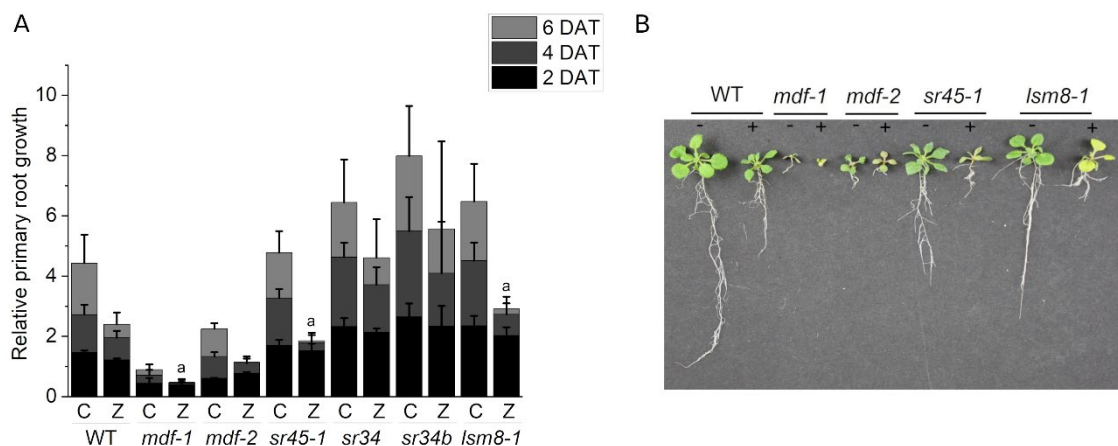 A
B
6 DAT
4 DAT
2 DAT
Relative primary root growth
10
8
6
4
2
0
a
a
a
C Z C Z C Z C Z C Z C Z C Z
WT mdf-1 mdf-2 sr45-1 sr34 sr34b lsm8-1
WT mdf-1 mdf-2 sr45-1 lsm8-1
- + - + - + - + - +